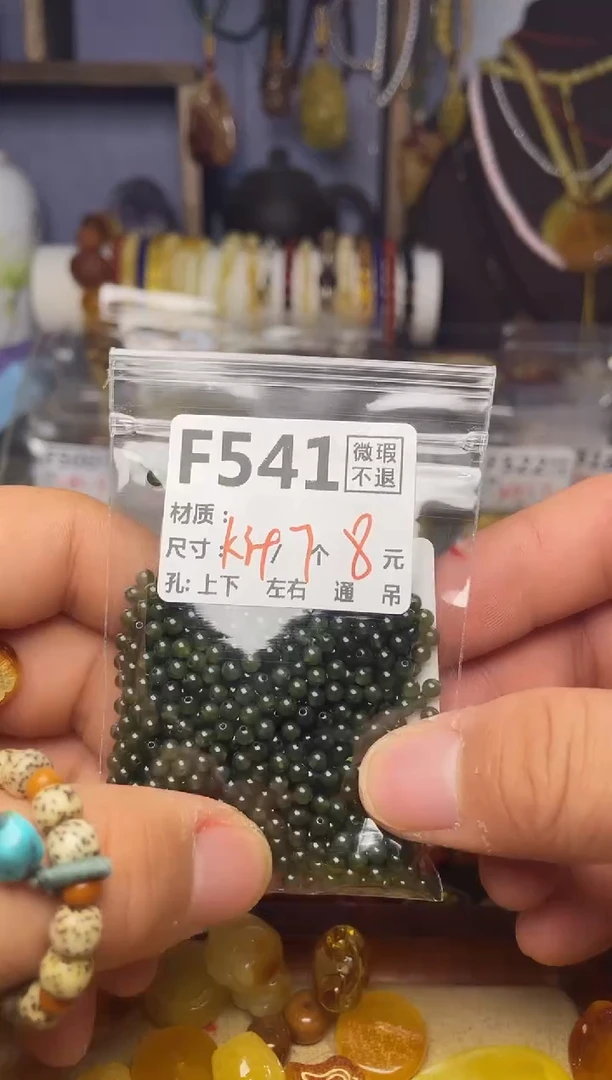 F541 微瑕
不退
材质：
尺寸： / 个 8 元
孔: 上下 左右 通 吊